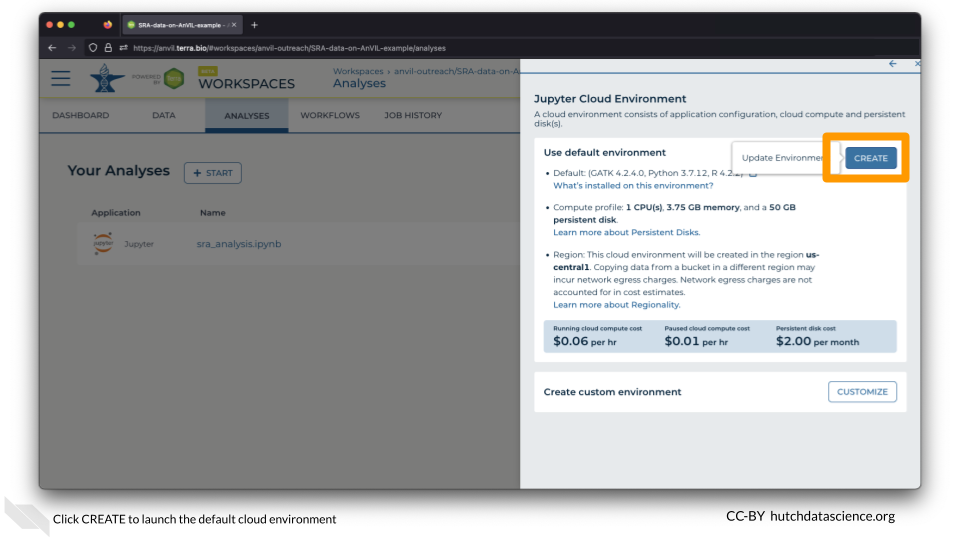 SRA-data-on-AnVIL-example -
https://anvil.terra.bio/#workspaces/anvil-outreach/SRA-data-on-AnVIL-example/analyses
POWERED BY
terra
BETA
WORKSPACES
Workspaces › anvil-outreach/SRA-data-on-A
Analyses
DASHBOARD DATA ANALYSES WORKFLOWS JOB HISTORY
Your Analyses
+ START
Application Name
jupyter
Jupyter sra_analysis.ipynb
Jupyter Cloud Environment
A cloud environment consists of application configuration, cloud compute and persistent
disk(s).
Use default environment
Update Environmen
CREATE
• Default: (GATK 4.2.4.0, Python 3.7.12, R 4.2.2)
What's installed on this environment?
• Compute profile: 1 CPU(s), 3.75 GB memory, and a 50 GB
persistent disk.
Learn more about Persistent Disks.
• Region: This cloud environment will be created in the region us-
central1. Copying data from a bucket in a different region may
incur network egress charges. Network egress charges are not
accounted for in cost estimates.
Learn more about Regionality.
Running cloud compute cost Paused cloud compute cost Persistent disk cost
$0.06 per hr $0.01 per hr $2.00 per month
Create custom environment
CUSTOMIZE
Click CREATE to launch the default cloud environment
CC-BY hutchdatascience.org